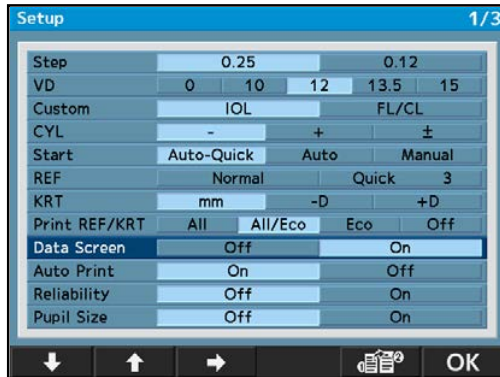 Setup 1/3
Step 0.25 0.12
VD 0 10 12 13.5 15
Custom IOL FL/CL
CYL - + ±
Start Auto-Quick Auto Manual
REF Normal Quick 3
KRT mm -D +D
Print REF/KRT All All/Eco Eco Off
Data Screen Off On
Auto Print On Off
Reliability Off On
Pupil Size Off On
OK